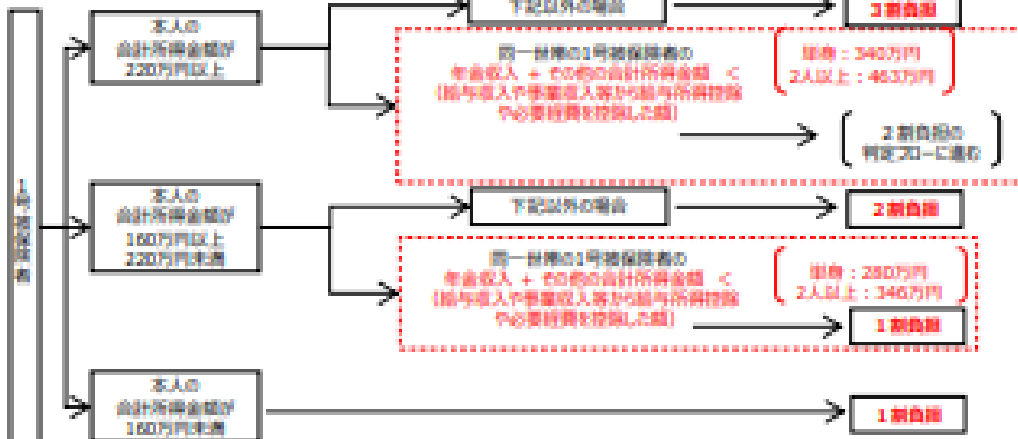 本人の
合計所得金額が
220万円以上
下記以外の場合
3割負担
同一世帯の1号被保険者の
年金収入 + その他の合計所得金額 <
(給与収入や事業収入等から給与所得控除
や必要経費を控除した額)
単身:340万円
2人以上:463万円
2割負担の
判定フローに進む
1号被保険者
本人の
合計所得金額が
160万円以上
220万円未満
下記以外の場合
2割負担
同一世帯の1号被保険者の
年金収入 + その他の合計所得金額 <
(給与収入や事業収入等から給与所得控除
や必要経費を控除した額)
単身:280万円
2人以上:346万円
1割負担
本人の
合計所得金額が
160万円未満
1割負担